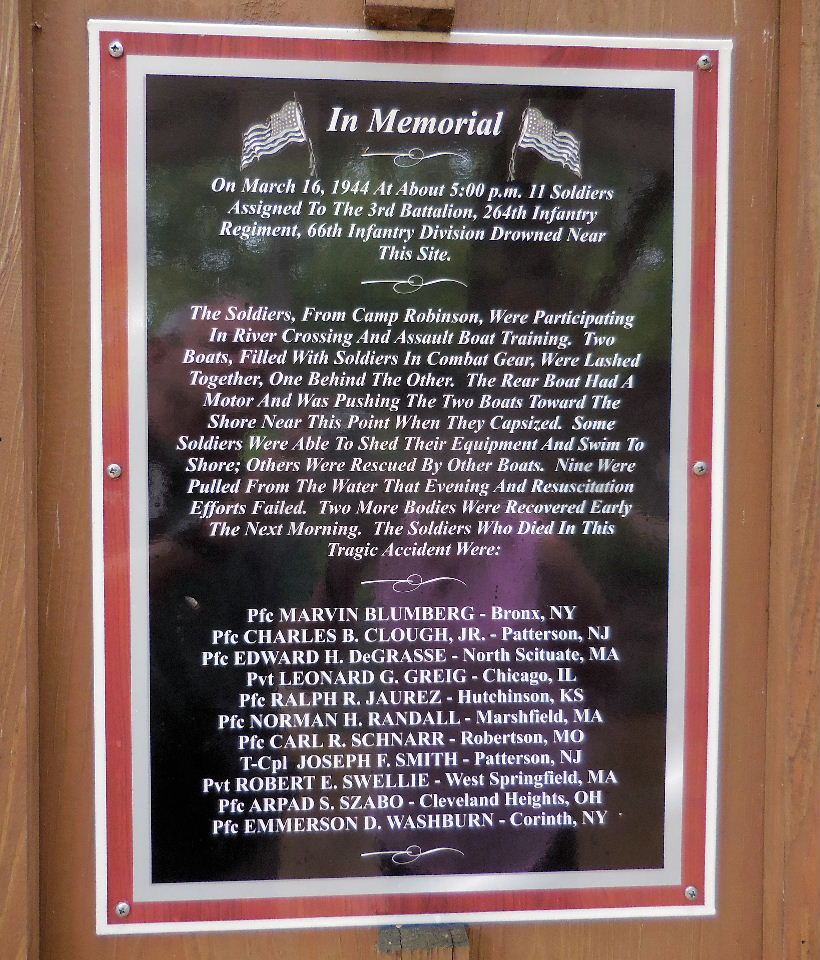 In Memorial
On March 16, 1944 At About 5:00 p.m. 11 Soldiers
Assigned To The 3rd Battalion, 264th Infantry
Regiment, 66th Infantry Division Drowned Near
This Site.
The Soldiers, From Camp Robinson, Were Participating
In River Crossing And Assault Boat Training. Two
Boats, Filled With Soldiers In Combat Gear, Were Lashed
Together, One Behind The Other. The Rear Boat Had A
Motor And Was Pushing The Two Boats Toward The
Shore Near This Point When They Capsized. Some
Soldiers Were Able To Shed Their Equipment And Swim To
Shore; Others Were Rescued By Other Boats. Nine Were
Pulled From The Water That Evening And Resuscitation
Efforts Failed. Two More Bodies Were Recovered Early
The Next Morning. The Soldiers Who Died In This
Tragic Accident Were:
Pfc MARVIN BLUMBERG - Bronx, NY
Pfc CHARLES B. CLOUGH, JR. - Patterson, NJ
Pfc EDWARD H. DeGRASSE - North Scituate, MA
Pvt LEONARD G. GREIG - Chicago, IL
Pfc RALPH R. JAUREZ - Hutchinson, KS
Pfc NORMAN H. RANDALL - Marshfield, MA
Pfc CARL R. SCHNARR - Robertson, MO
T-Cpl JOSEPH F. SMITH - Patterson, NJ
Pvt ROBERT E. SWELLIE - West Springfield, MA
Pfc ARPAD S. SZABO - Cleveland Heights, OH
Pfc EMMERSON D. WASHBURN - Corinth, NY